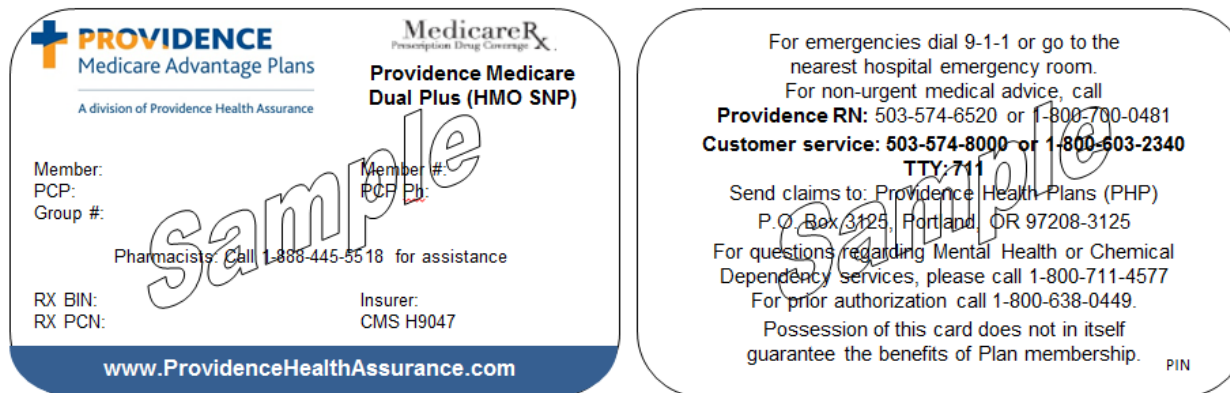 PROVIDENCE
Medicare Advantage Plans
A division of Providence Health Assurance
MedicareRx
Prescription Drug Coverage
Providence Medicare
Dual Plus (HMO SNP)
Member: Member #:
PCP: PCP Ph:
Group #:
Pharmacists: Call 1-888-445-5518 for assistance
RX BIN: Insurer:
RX PCN: CMS H9047
Sample
www.ProvidenceHealthAssurance.com
For emergencies dial 9-1-1 or go to the
nearest hospital emergency room.
For non-urgent medical advice, call
Providence RN: 503-574-6520 or 1-800-700-0481
Customer service: 503-574-8000 or 1-800-603-2340
TTY: 711
Send claims to: Providence Health Plans (PHP)
P.O. Box 3125, Portland, OR 97208-3125
For questions regarding Mental Health or Chemical
Dependency services, please call 1-800-711-4577
For prior authorization call 1-800-638-0449.
Possession of this card does not in itself
guarantee the benefits of Plan membership.
PIN
Sample